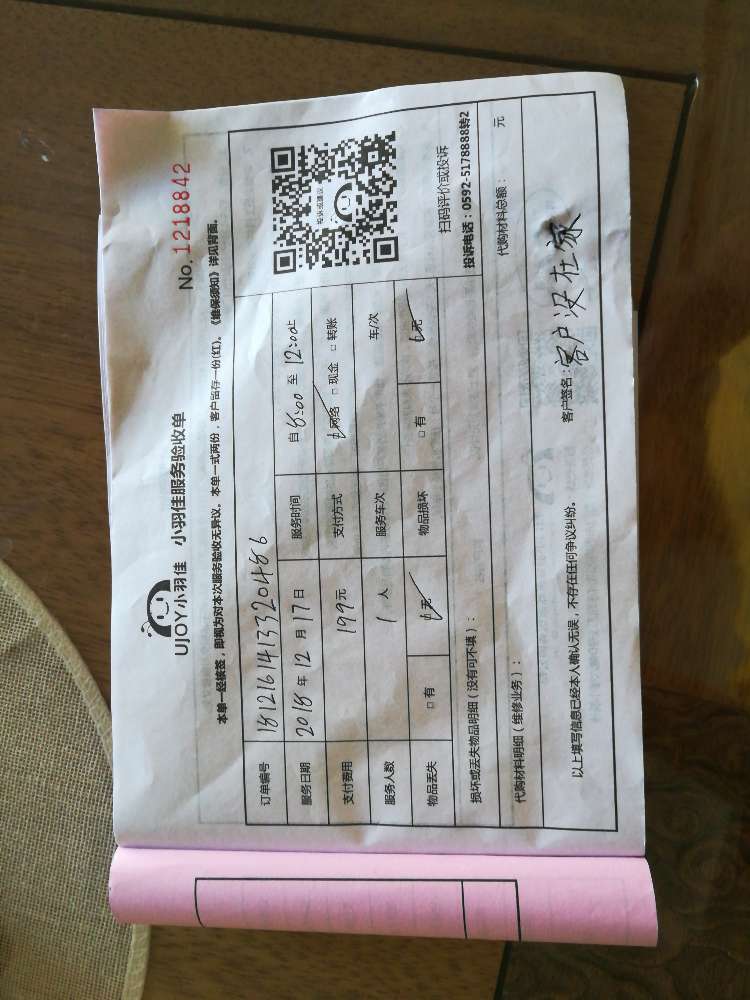 No. 1218842
UJOY小羽佳 小羽佳服务验收单
本单一经续签，即视为对本次服务验收无异议。本单一式两份，客户留存一份(红)。《维保须知》详见背面。
订单编号 1812161413320486
服务日期 2018 年 12 月 17 日 服务时间 自 8:00 至 12:00止
支付费用 199元 支付方式 网络 □ 现金 □ 转账
服务人数 1 人 服务车次 车/次
物品丢失 □ 有 无 物品损坏 □ 有 无
损坏或丢失物品明细（没有可不填）：
扫码评价或投诉
投诉电话：0592-5178888转2
代购材料明细（维修业务）： 代购材料总额： 元
以上填写信息已经本人确认无误，不存在任何争议纠纷。 客户签名：客户没在家